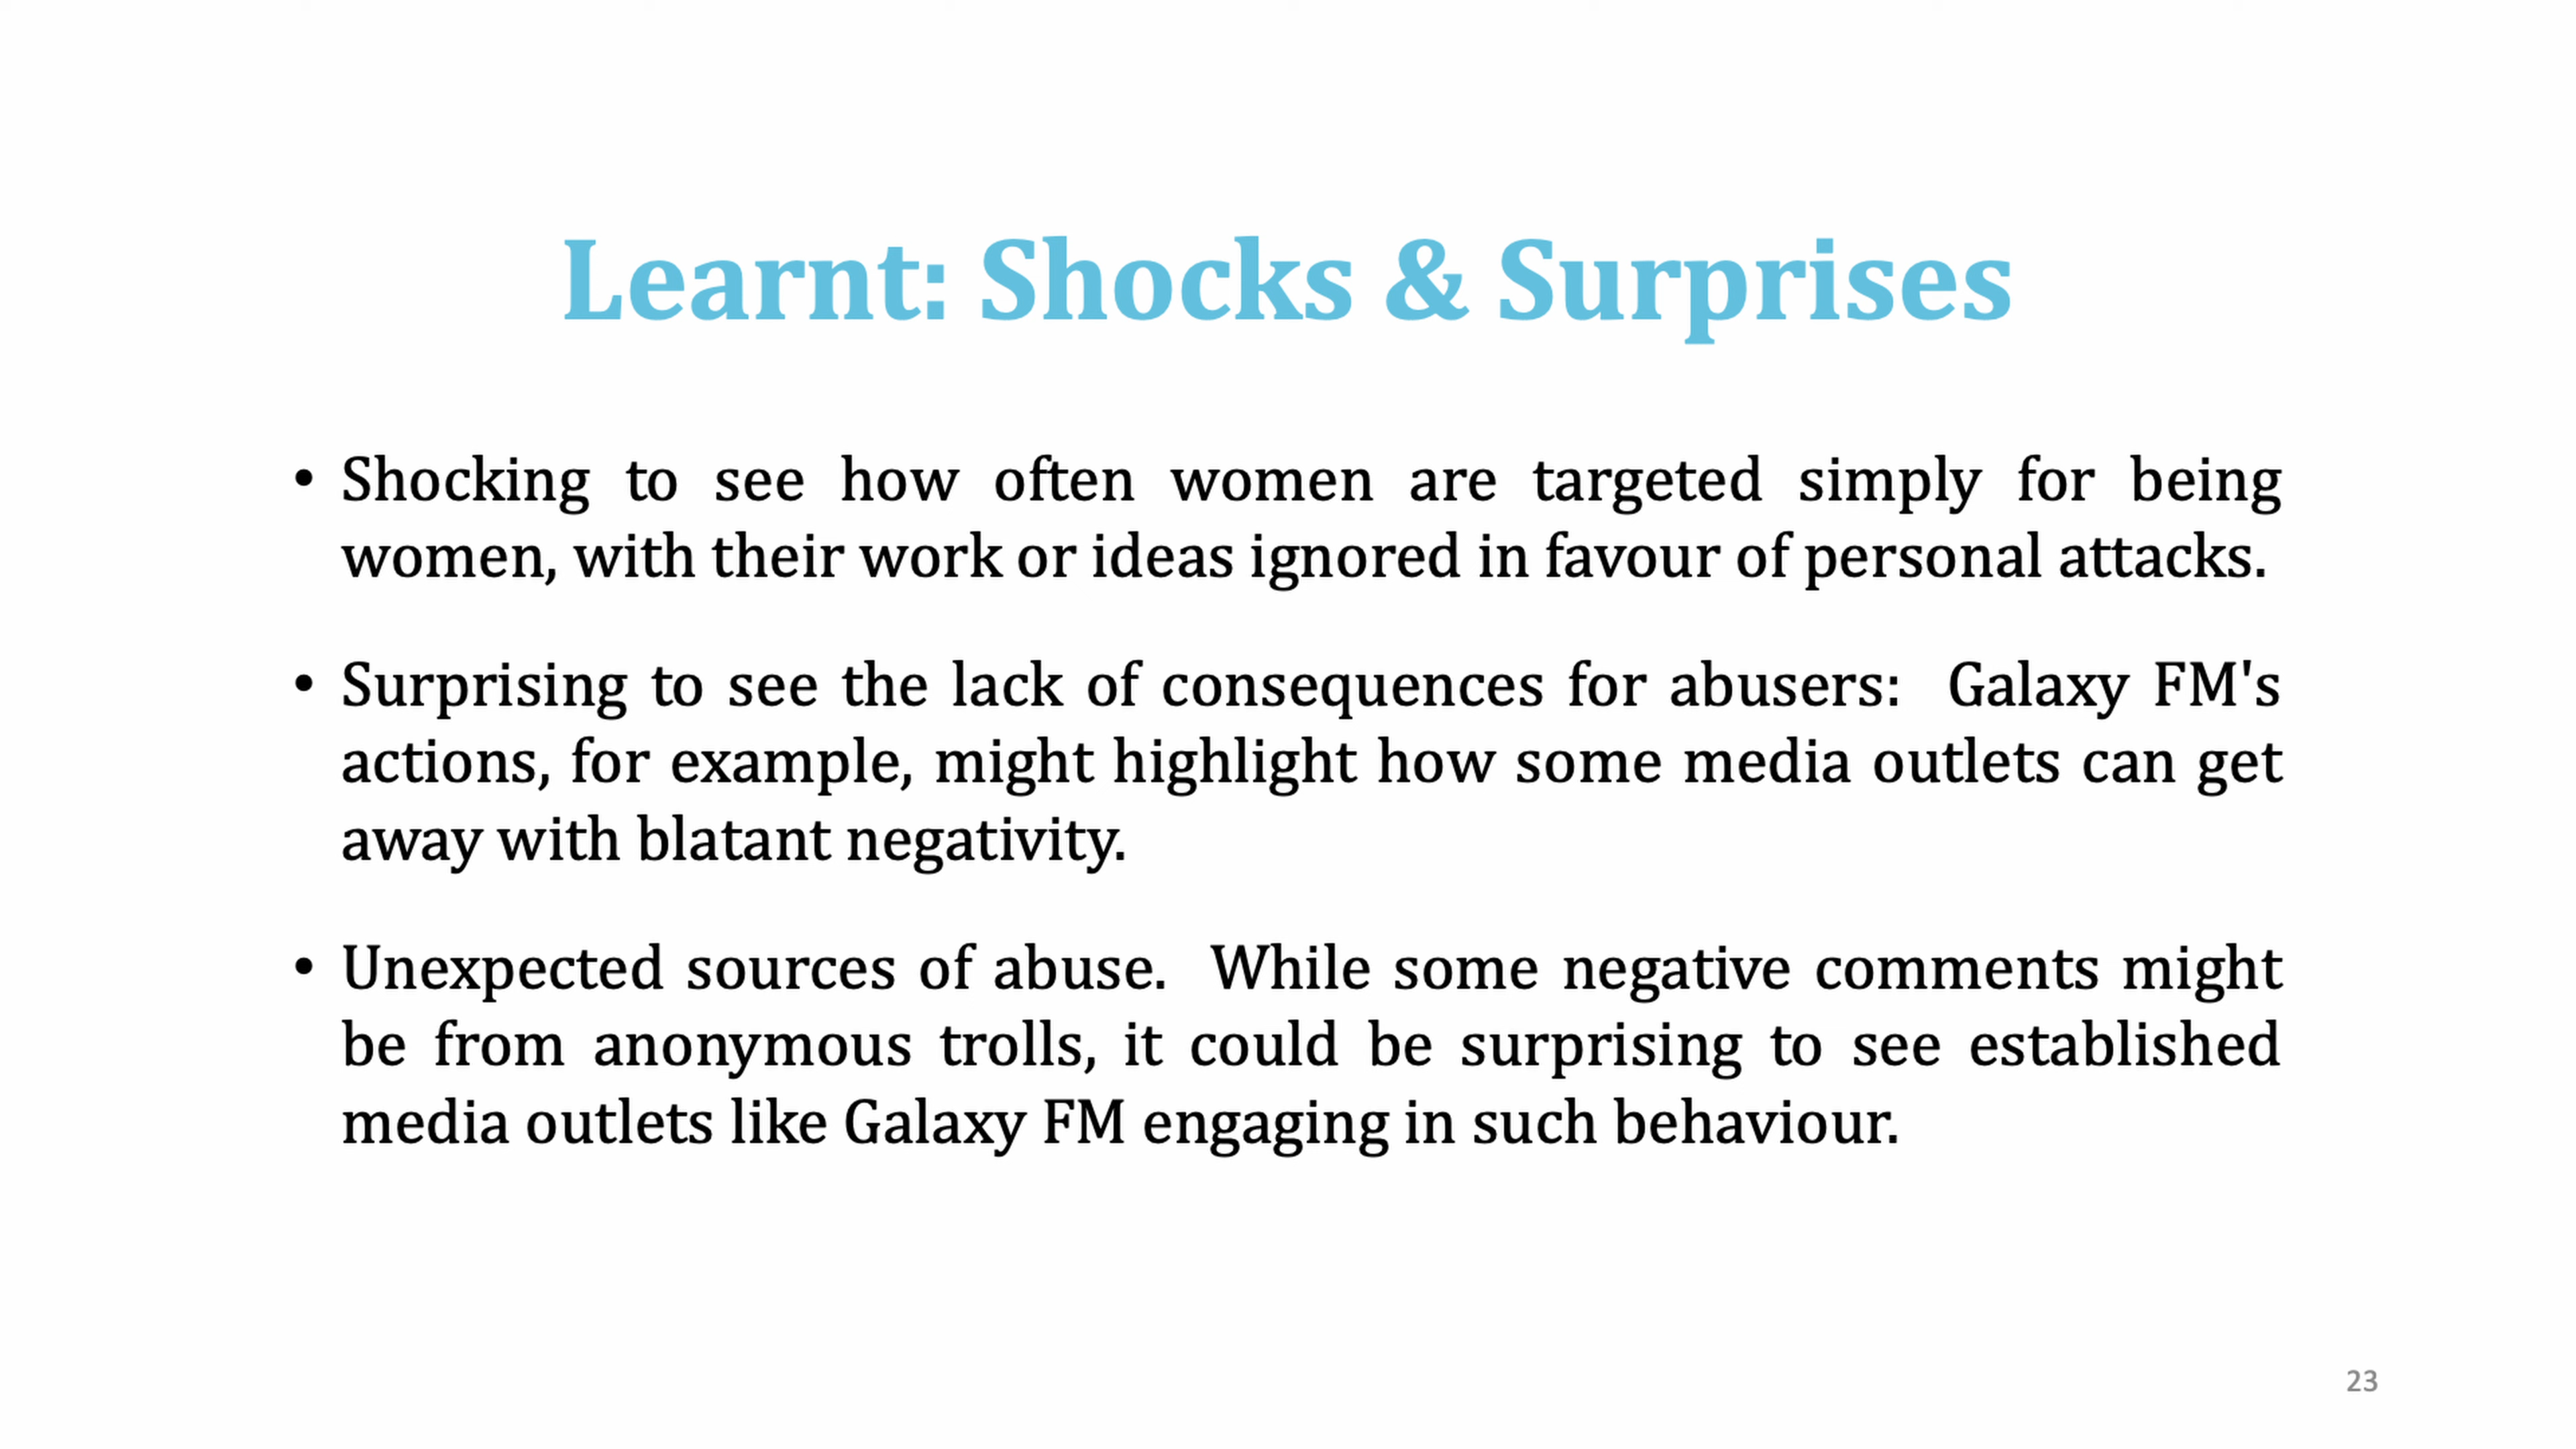 Learnt: Shocks & Surprises
• Shocking to see how often women are targeted simply for being
women, with their work or ideas ignored in favour of personal attacks.
• Surprising to see the lack of consequences for abusers:  Galaxy FM's
actions, for example, might highlight how some media outlets can get
away with blatant negativity.
• Unexpected sources of abuse.  While some negative comments might
be from anonymous trolls, it could be surprising to see established
media outlets like Galaxy FM engaging in such behaviour.
23